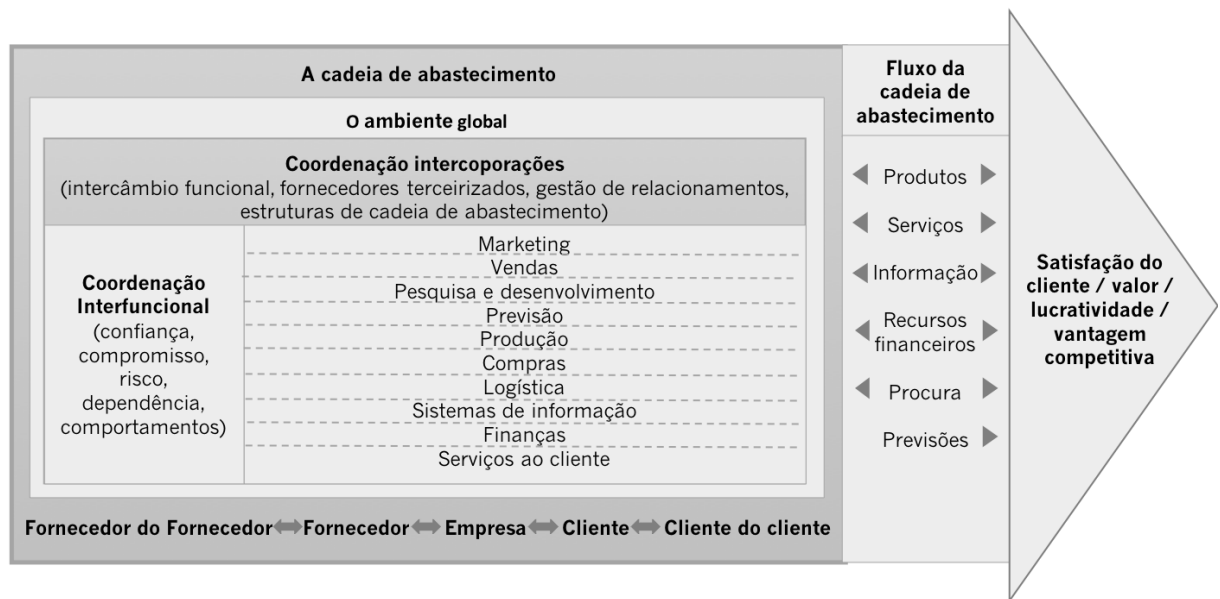 A cadeia de abastecimento
O ambiente global
Coordenação intercoporações
(intercâmbio funcional, fornecedores terceirizados, gestão de relacionamentos,
estruturas de cadeia de abastecimento)
Coordenação
Interfuncional
(confiança,
compromisso,
risco,
dependência,
comportamentos)
Marketing
Vendas
Pesquisa e desenvolvimento
Previsão
Produção
Compras
Logística
Sistemas de informação
Finanças
Serviços ao cliente
Fornecedor do Fornecedor Fornecedor Empresa Cliente Cliente do cliente
Fluxo da
cadeia de
abastecimento
Produtos
Serviços
Informação
Recursos
financeiros
Procura
Previsões
Satisfação do
cliente / valor /
lucratividade /
vantagem
competitiva